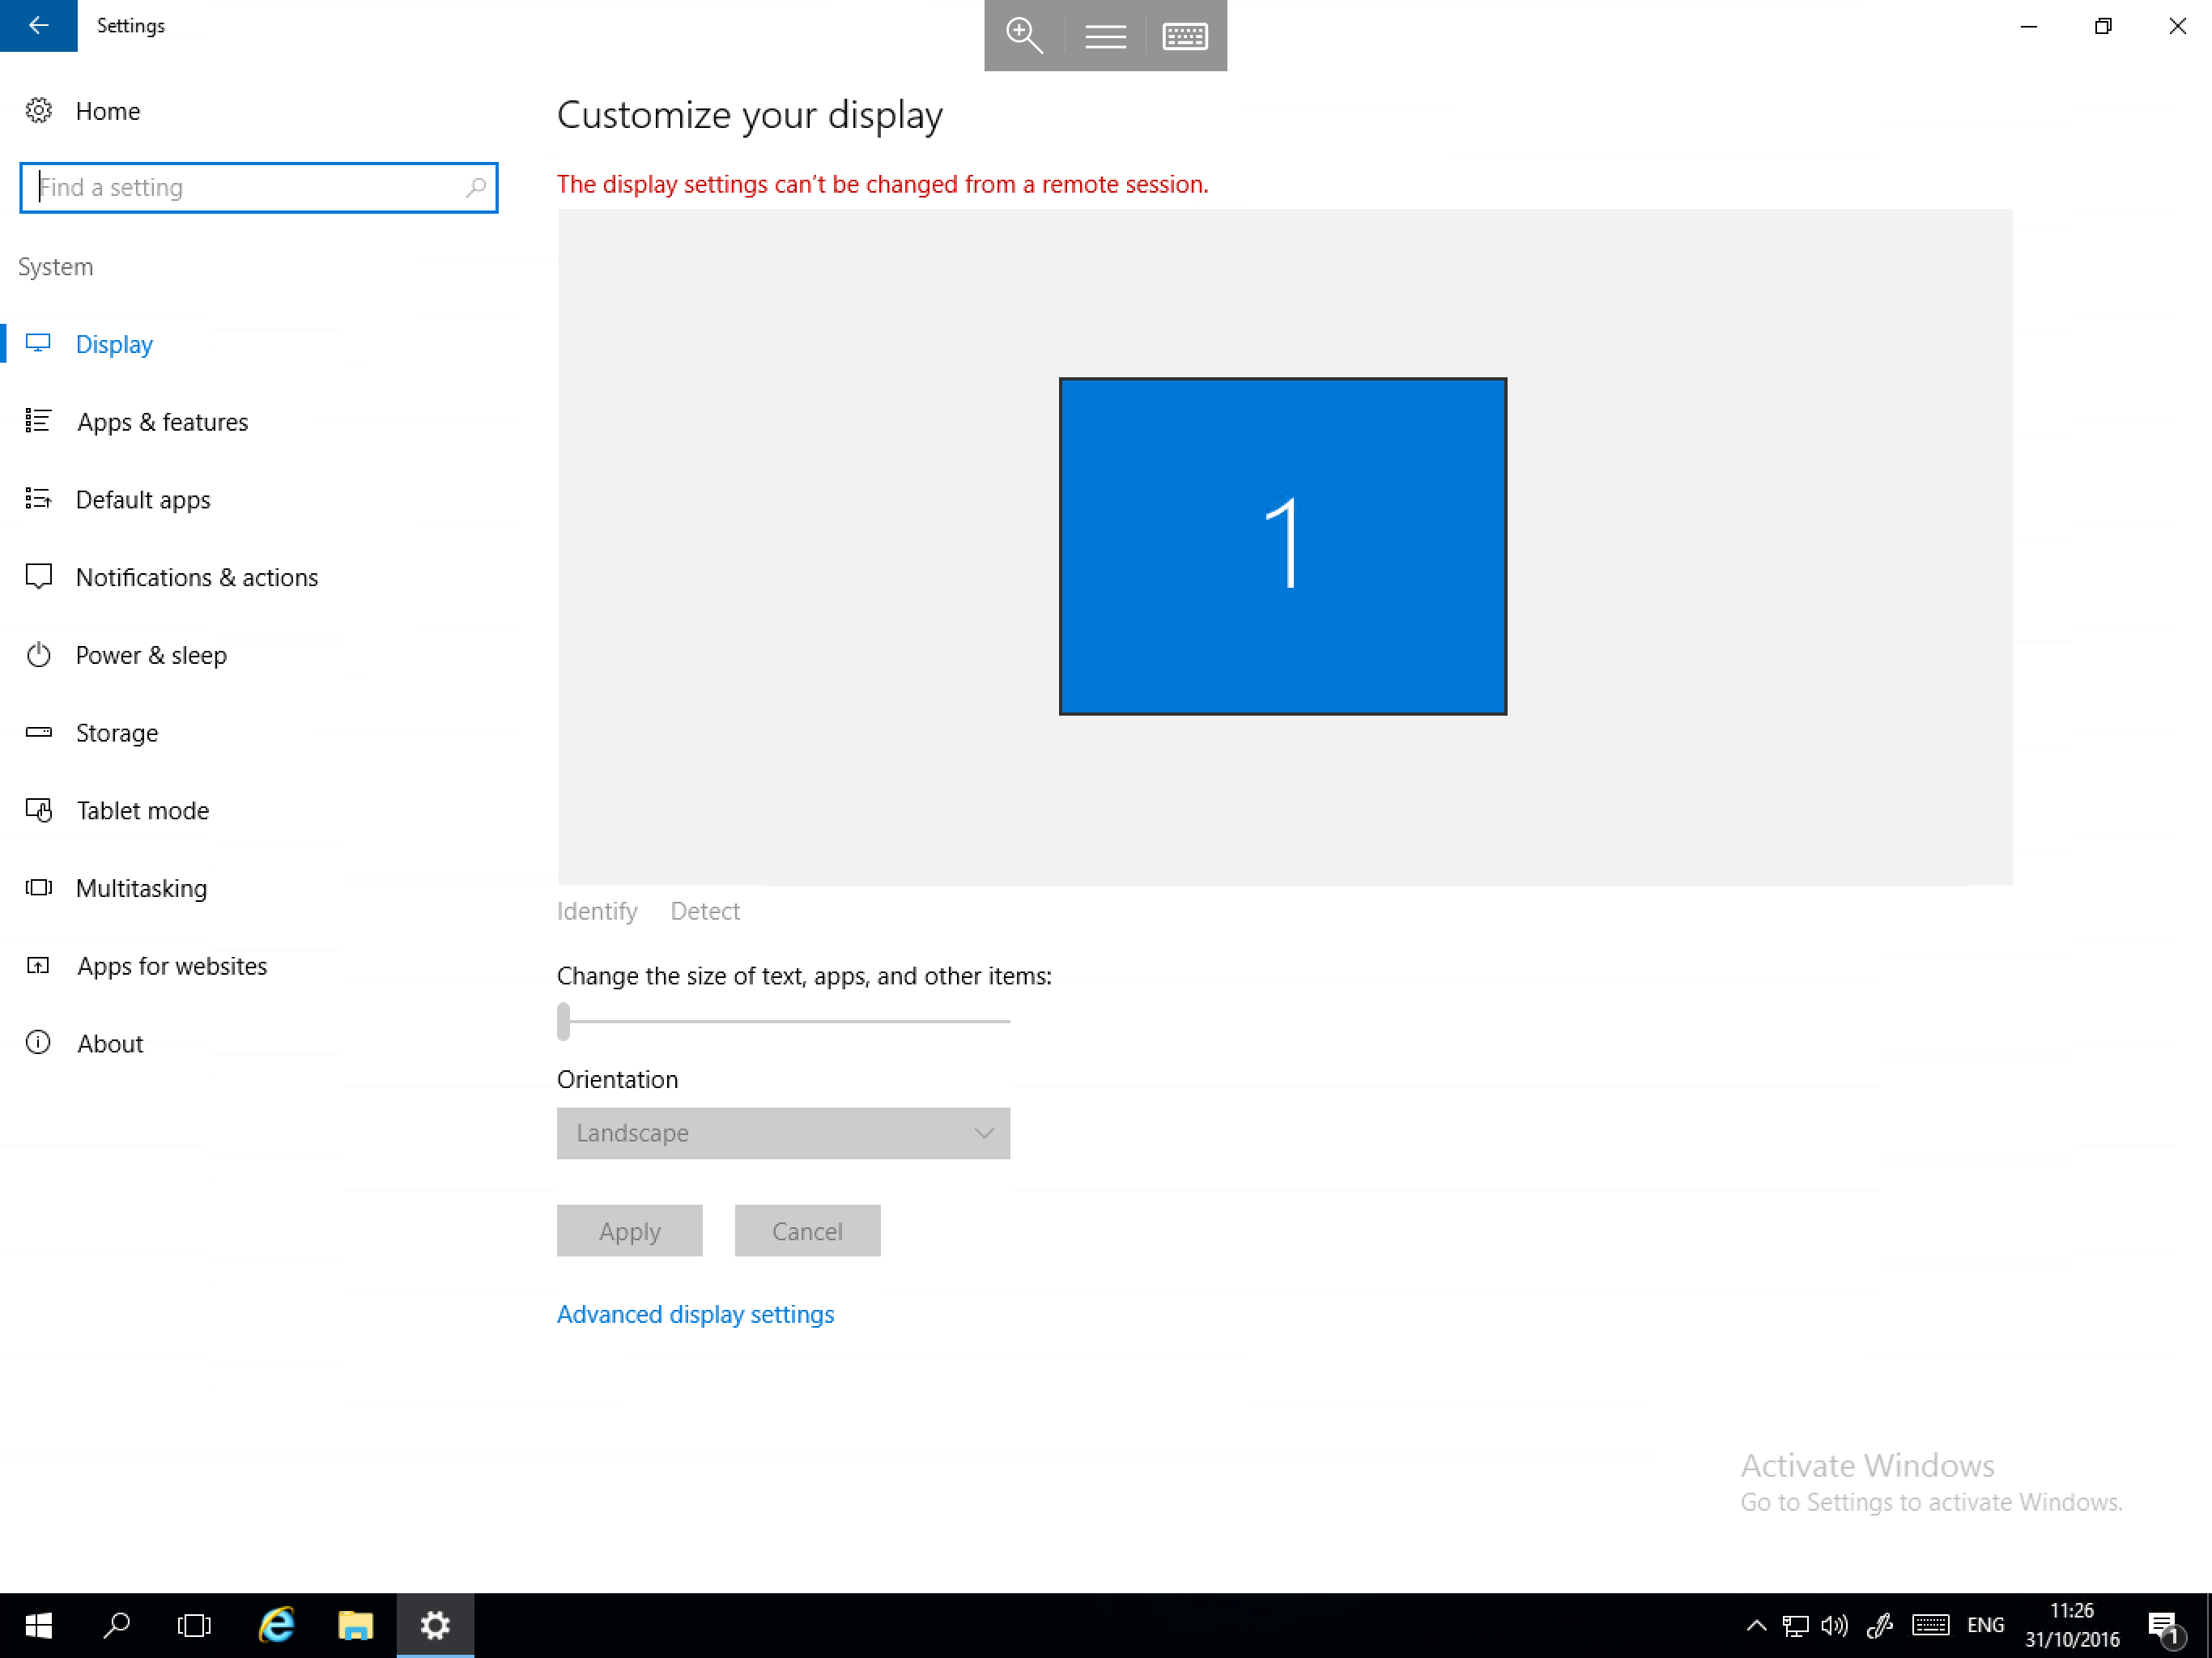 Settings
Home
Find a setting
System
Display
Apps & features
Default apps
Notifications & actions
Power & sleep
Storage
Tablet mode
Multitasking
Apps for websites
About
Customize your display
The display settings can't be changed from a remote session.
1
Identify Detect
Change the size of text, apps, and other items:
Orientation
Landscape
Apply Cancel
Advanced display settings
Activate Windows
Go to Settings to activate Windows.
ENG
11:26
31/10/2016
1